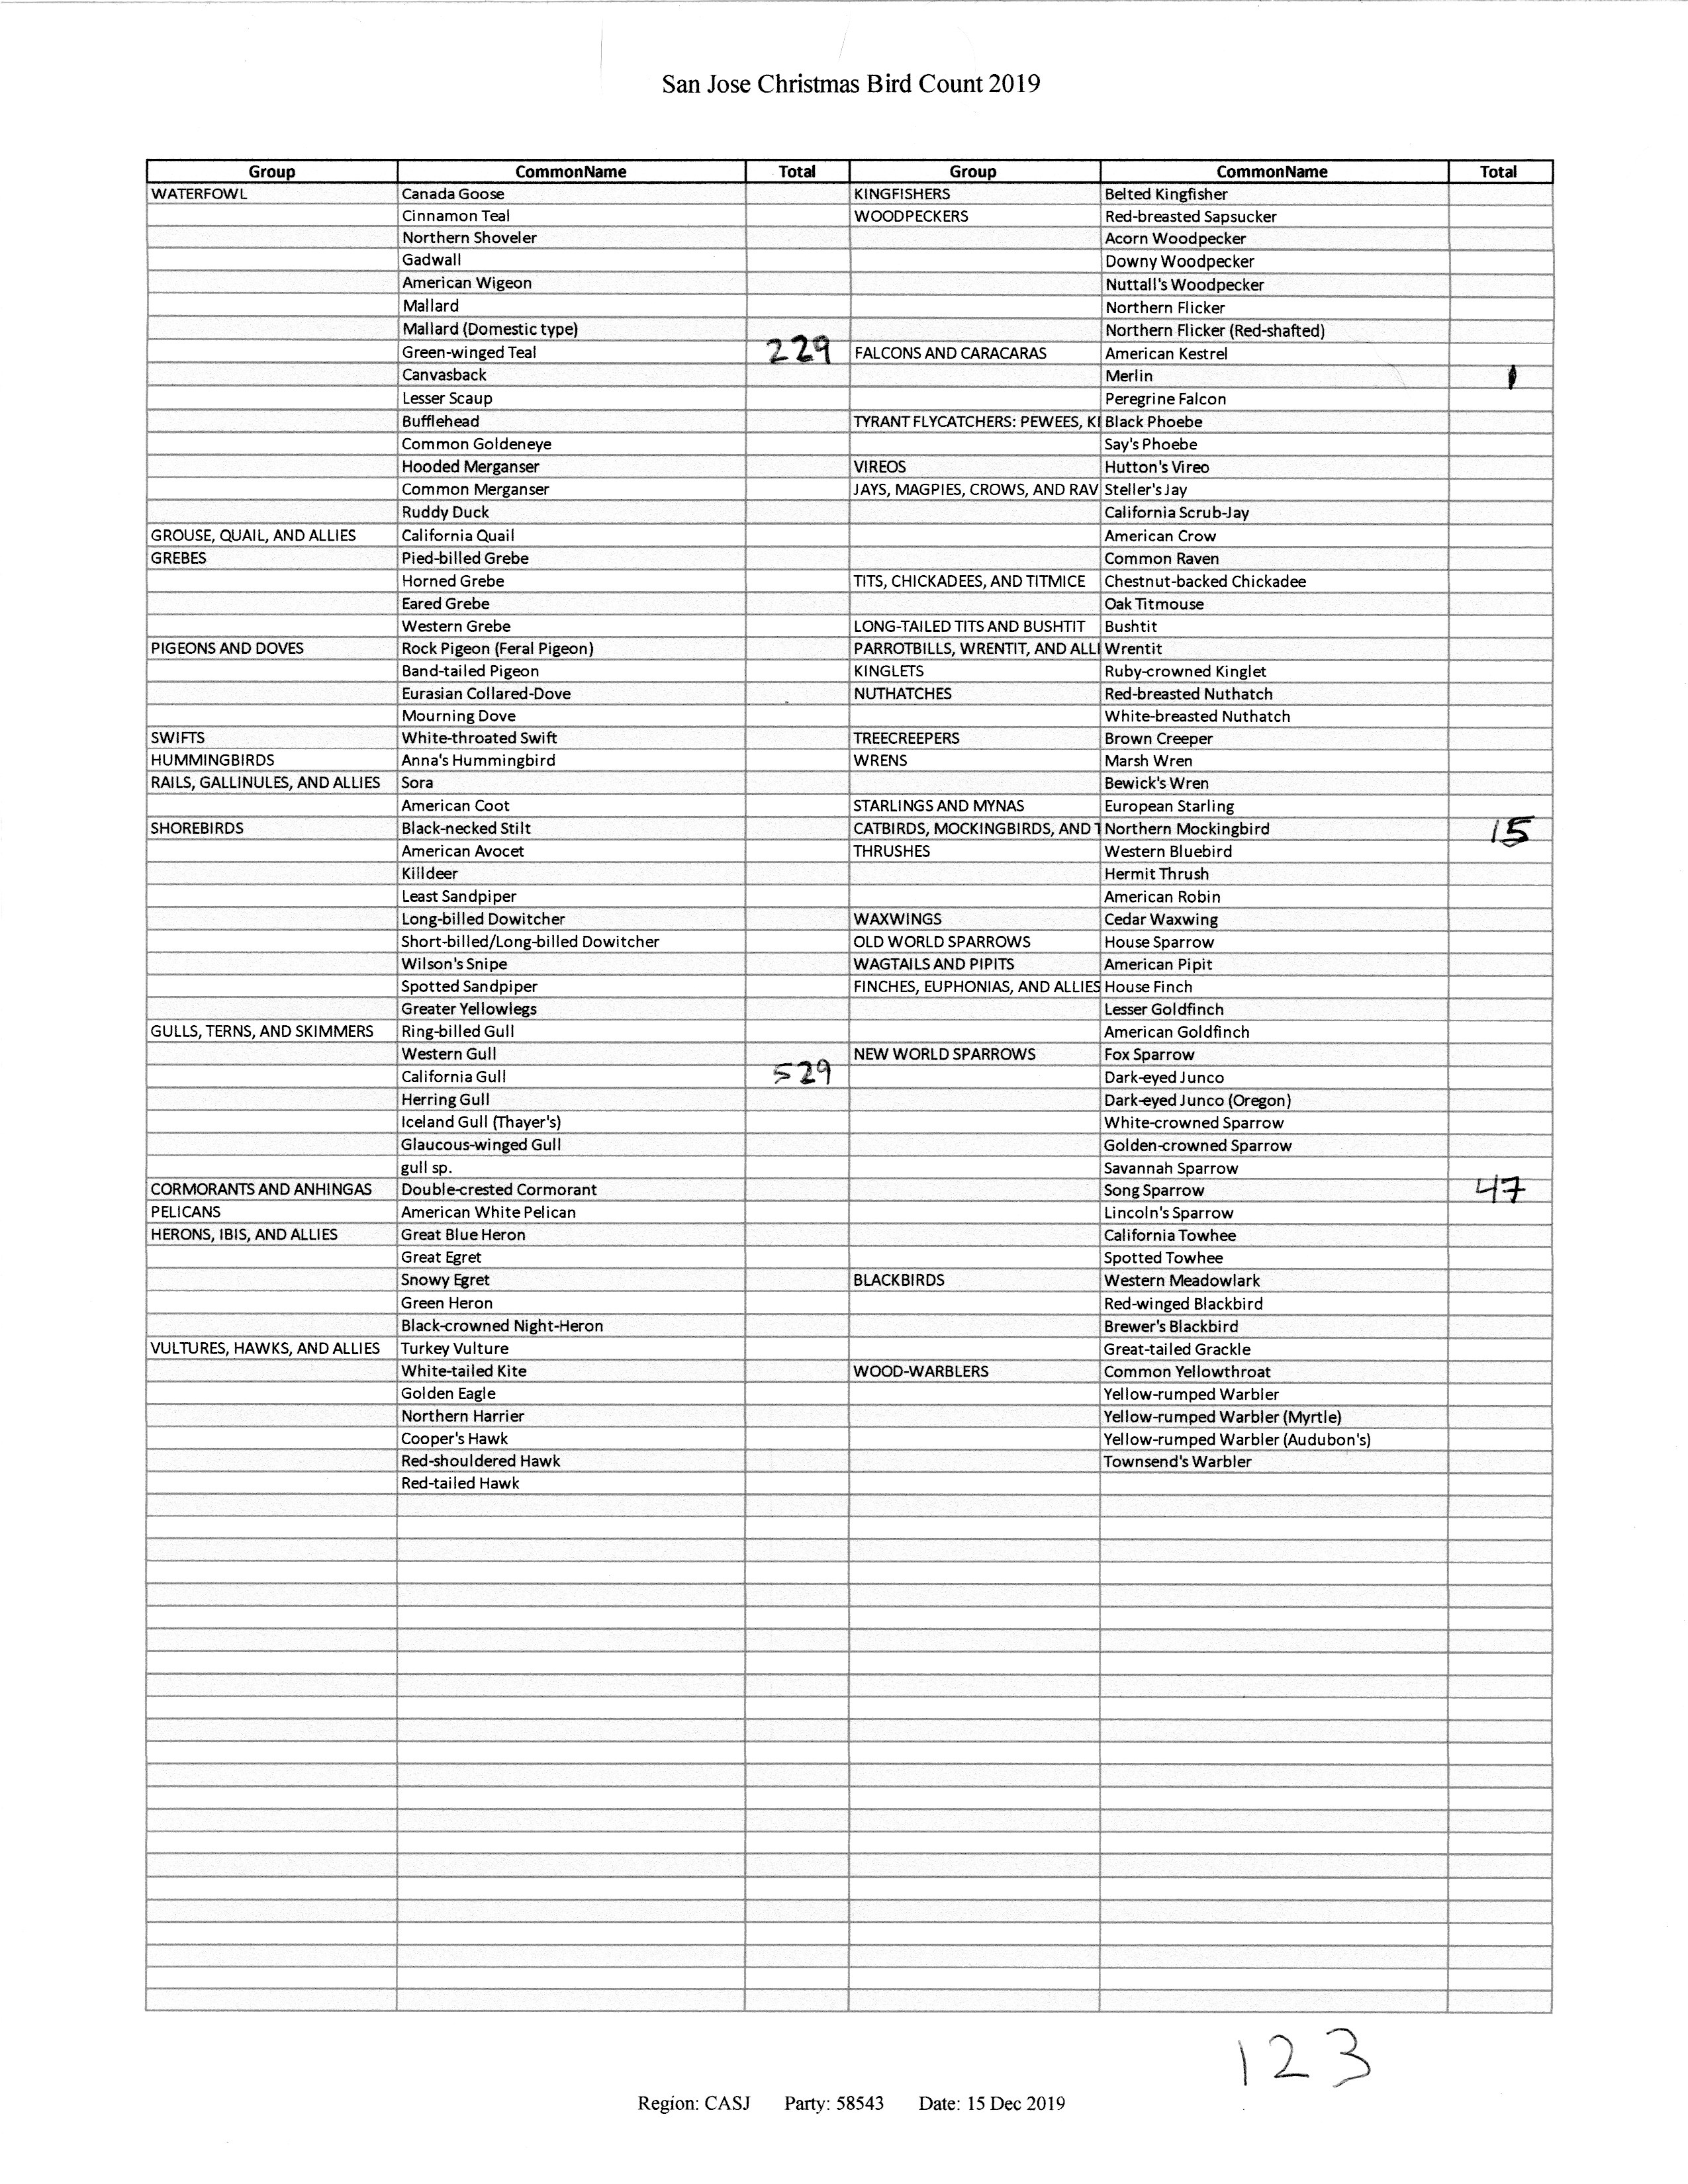 San Jose Christmas Bird Count 2019
Group CommonName Total Group CommonName Total
WATERFOWL Canada Goose KINGFISHERS Belted Kingfisher
Cinnamon Teal WOODPECKERS Red-breasted Sapsucker
Northern Shoveler Acorn Woodpecker
Gadwall Downy Woodpecker
American Wigeon Nuttall's Woodpecker
Mallard Northern Flicker
Mallard (Domestic type) Northern Flicker (Red-shafted)
Green-winged Teal 229 FALCONS AND CARACARAS American Kestrel
Canvasback Merlin 1
Lesser Scaup Peregrine Falcon
Bufflehead TYRANT FLYCATCHERS: PEWEES, KI Black Phoebe
Common Goldeneye Say's Phoebe
Hooded Merganser VIREOS Hutton's Vireo
Common Merganser JAYS, MAGPIES, CROWS, AND RAV Steller's Jay
Ruddy Duck California Scrub-Jay
GROUSE, QUAIL, AND ALLIES California Quail American Crow
GREBES Pied-billed Grebe Common Raven
Horned Grebe TITS, CHICKADEES, AND TITMICE Chestnut-backed Chickadee
Eared Grebe Oak Titmouse
Western Grebe LONG-TAILED TITS AND BUSHTIT Bushtit
PIGEONS AND DOVES Rock Pigeon (Feral Pigeon) PARROTBILLS, WRENTIT, AND ALLI Wrentit
Band-tailed Pigeon KINGLETS Ruby-crowned Kinglet
Eurasian Collared-Dove NUTHATCHES Red-breasted Nuthatch
Mourning Dove White-breasted Nuthatch
SWIFTS White-throated Swift TREECREEPERS Brown Creeper
HUMMINGBIRDS Anna's Hummingbird WRENS Marsh Wren
RAILS, GALLINULES, AND ALLIES Sora Bewick's Wren
American Coot STARLINGS AND MYNAS European Starling
SHOREBIRDS Black-necked Stilt CATBIRDS, MOCKINGBIRDS, AND T Northern Mockingbird 15
American Avocet THRUSHES Western Bluebird
Killdeer Hermit Thrush
Least Sandpiper American Robin
Long-billed Dowitcher WAXWINGS Cedar Waxwing
Short-billed/Long-billed Dowitcher OLD WORLD SPARROWS House Sparrow
Wilson's Snipe WAGTAILS AND PIPITS American Pipit
Spotted Sandpiper FINCHES, EUPHONIAS, AND ALLIES House Finch
Greater Yellowlegs Lesser Goldfinch
GULLS, TERNS, AND SKIMMERS Ring-billed Gull American Goldfinch
Western Gull NEW WORLD SPARROWS Fox Sparrow
California Gull 529 Dark-eyed Junco
Herring Gull Dark-eyed Junco (Oregon)
Iceland Gull (Thayer's) White-crowned Sparrow
Glaucous-winged Gull Golden-crowned Sparrow
gull sp. Savannah Sparrow
CORMORANTS AND ANHINGAS Double-crested Cormorant Song Sparrow 47
PELICANS American White Pelican Lincoln's Sparrow
HERONS, IBIS, AND ALLIES Great Blue Heron California Towhee
Great Egret Spotted Towhee
Snowy Egret BLACKBIRDS Western Meadowlark
Green Heron Red-winged Blackbird
Black-crowned Night-Heron Brewer's Blackbird
VULTURES, HAWKS, AND ALLIES Turkey Vulture Great-tailed Grackle
White-tailed Kite WOOD-WARBLERS Common Yellowthroat
Golden Eagle Yellow-rumped Warbler
Northern Harrier Yellow-rumped Warbler (Myrtle)
Cooper's Hawk Yellow-rumped Warbler (Audubon's)
Red-shouldered Hawk Townsend's Warbler
Red-tailed Hawk
123
Region: CASJ Party: 58543 Date: 15 Dec 2019